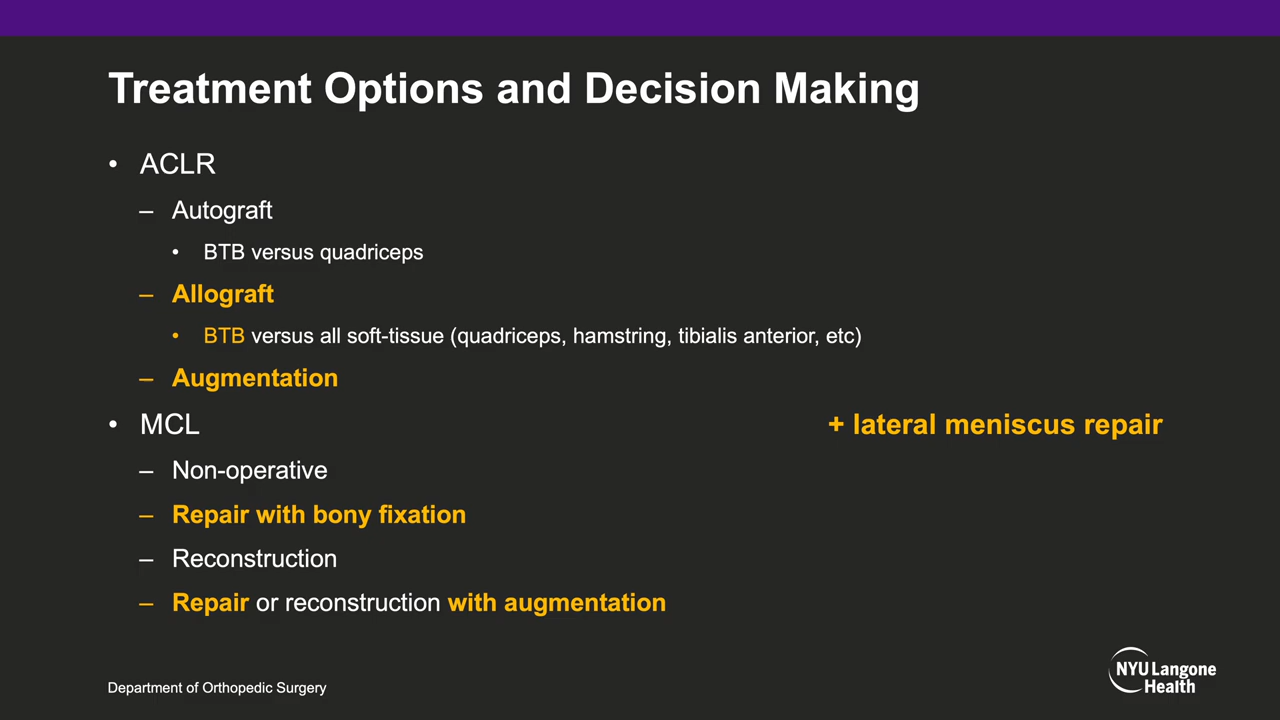 Treatment Options and Decision Making
• ACLR
– Autograft
• BTB versus quadriceps
– Allograft
• BTB versus all soft-tissue (quadriceps, hamstring, tibialis anterior, etc)
– Augmentation
• MCL
+ lateral meniscus repair
– Non-operative
– Repair with bony fixation
– Reconstruction
– Repair or reconstruction with augmentation
Department of Orthopedic Surgery
NYU Langone
Health